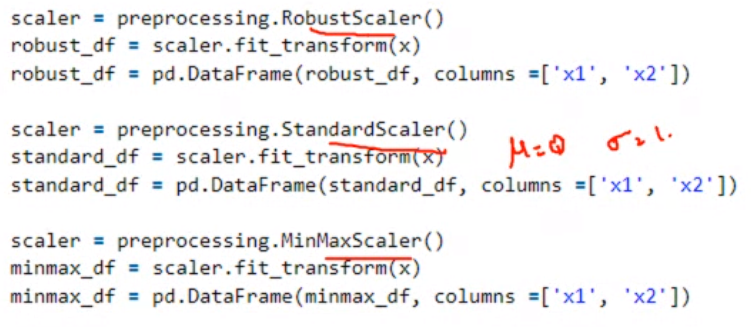 scaler = preprocessing.RobustScaler()
robust_df = scaler.fit_transform(x)
robust_df = pd.DataFrame(robust_df, columns =['x1', 'x2'])
scaler = preprocessing.StandardScaler()
standard_df = scaler.fit_transform(x) μ=0 σ=1.
standard_df = pd.DataFrame(standard_df, columns =['x1', 'x2'])
scaler = preprocessing.MinMaxScaler()
minmax_df = scaler.fit_transform(x)
minmax_df = pd.DataFrame(minmax_df, columns =['x1', 'x2'])